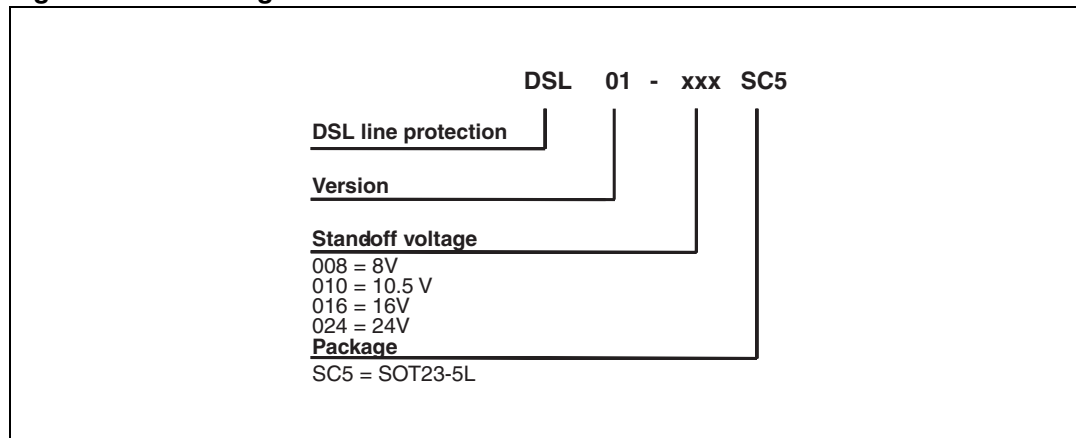 DSL 01 - xxx SC5
DSL line protection
Version
Standoff voltage
008 = 8V
010 = 10.5 V
016 = 16V
024 = 24V
Package
SC5 = SOT23-5L